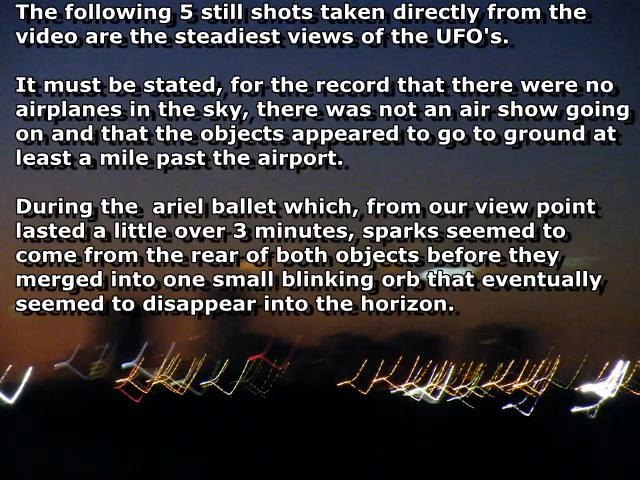 The following 5 still shots taken directly from the
video are the steadiest views of the UFO's.
It must be stated, for the record that there were no
airplanes in the sky, there was not an air show going
on and that the objects appeared to go to ground at
least a mile past the airport.
During the  ariel ballet which, from our view point
lasted a little over 3 minutes, sparks seemed to
come from the rear of both objects before they
merged into one small blinking orb that eventually
seemed to disappear into the horizon.